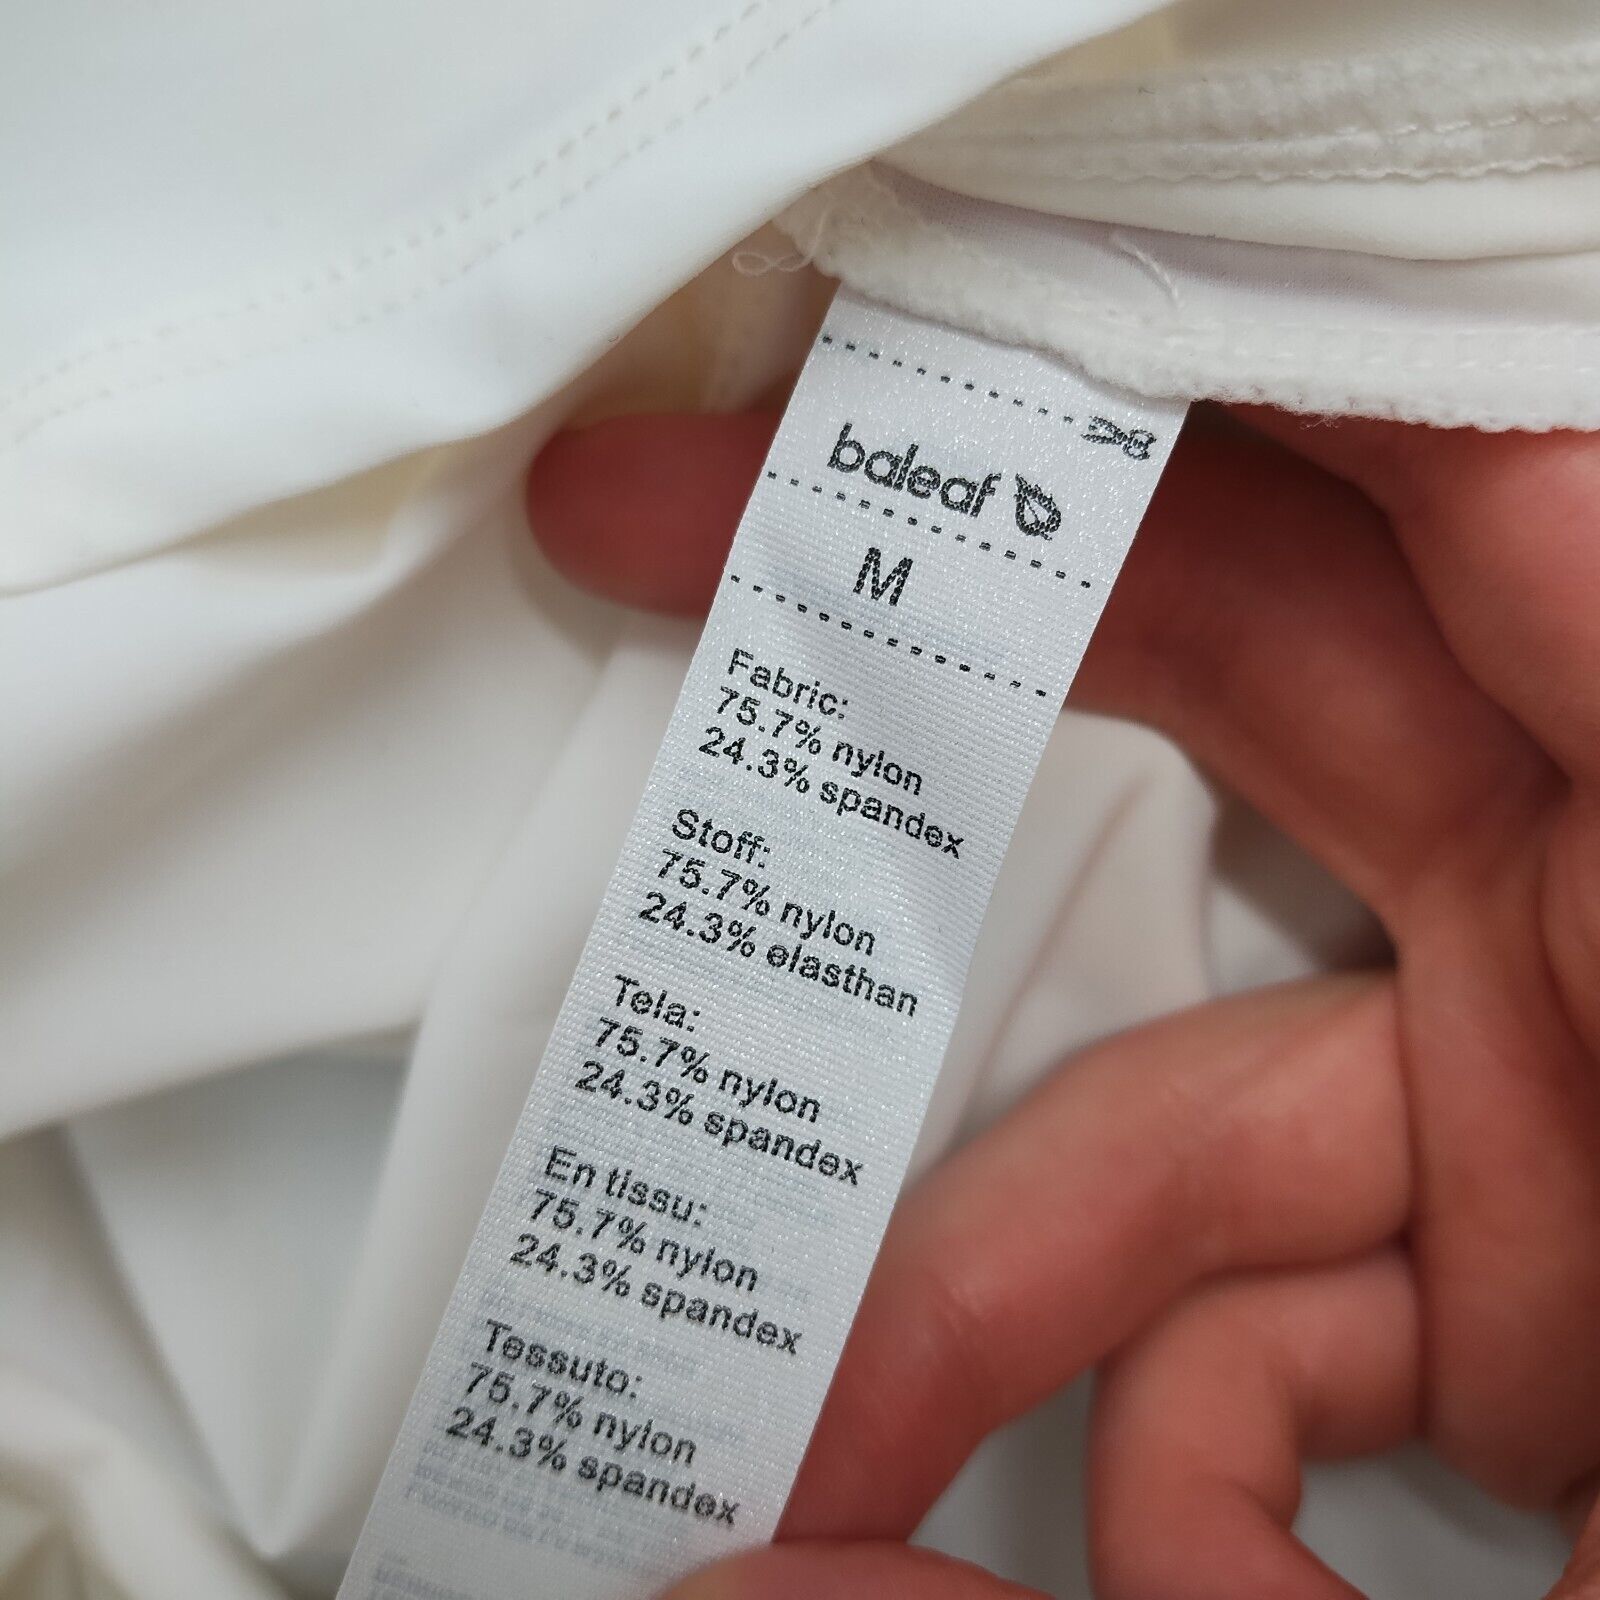 baleaf
M
Fabric:
75.7% nylon
24.3% spandex
Stoff:
75.7% nylon
24.3% elasthan
Tela:
75.7% nylon
24.3% spandex
En tissu:
75.7% nylon
24.3% spandex
Tessuto:
75.7% nylon
24.3% spandex